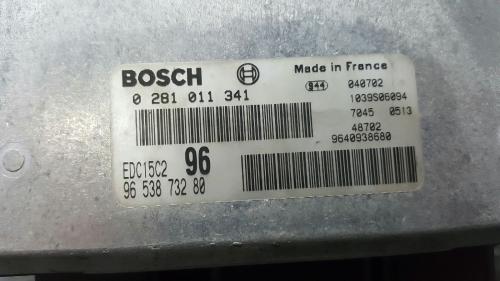 BOSCH
Made in France
0 281 011 341
944 040702
1039S06094
7045 0513
48702
9640938680
EDC15C2 96
96 538 732 80